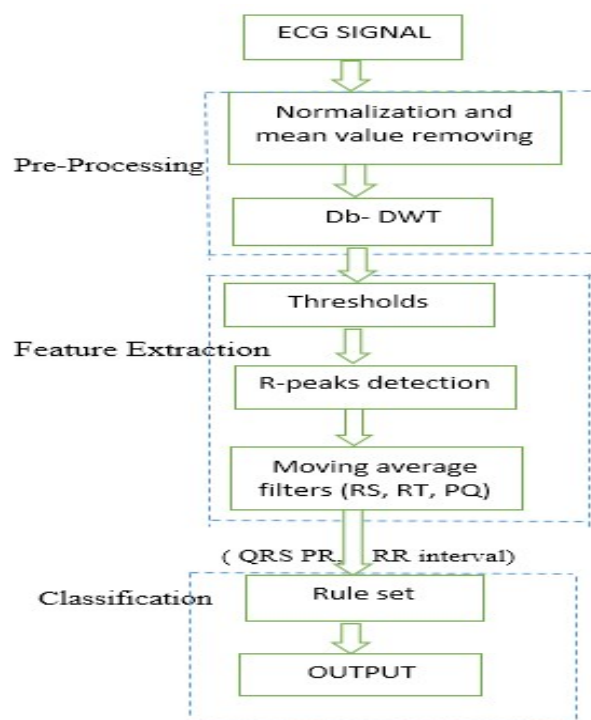 ECG SIGNAL
Normalization and
mean value removing
Pre-Processing
Db- DWT
Thresholds
Feature Extraction
R-peaks detection
Moving average
filters (RS, RT, PQ)
( QRS PR, RR interval)
Classification
Rule set
OUTPUT